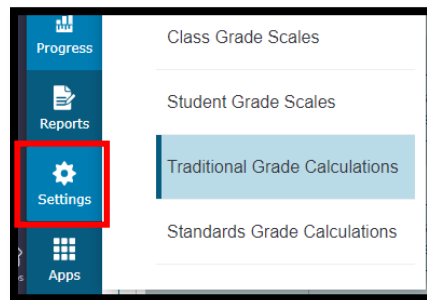 Progress
Reports
Settings
Apps
Class Grade Scales
Student Grade Scales
Traditional Grade Calculations
Standards Grade Calculations